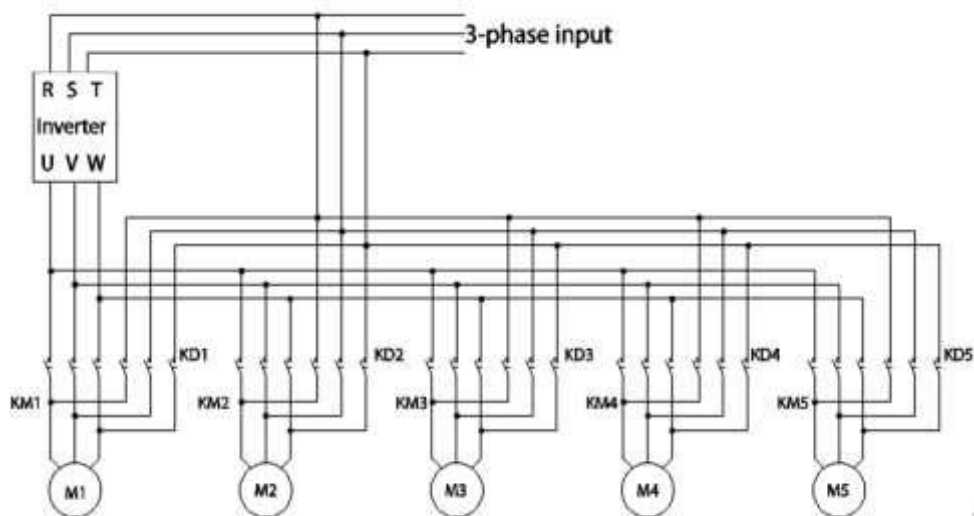 3-phase input
R S T
Inverter
U V W
KD1 KD2 KD3 KD4 KD5
KM1 KM2 KM3 KM4 KM5
M1 M2 M3 M4 M5